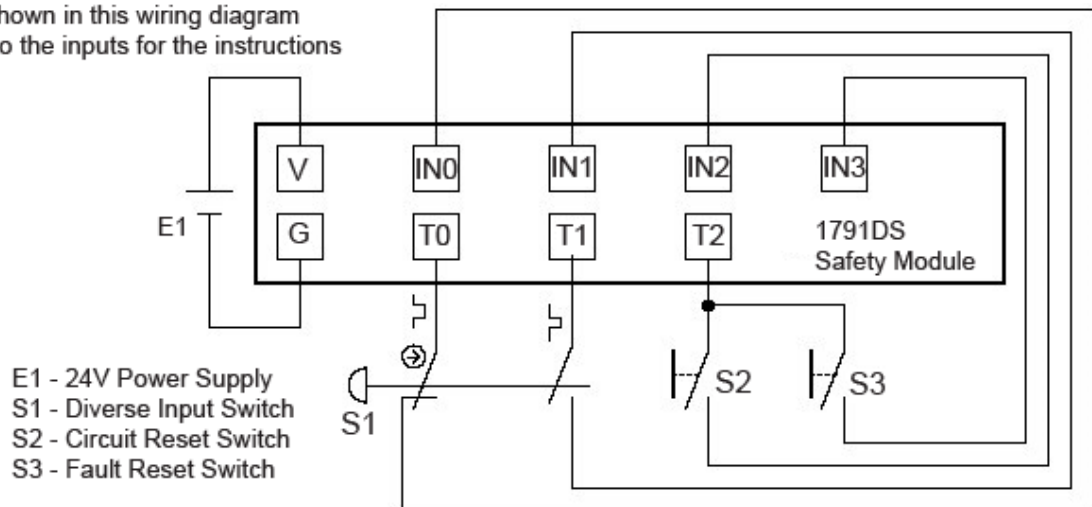 hown in this wiring diagram
o the inputs for the instructions
V
IN0
IN1
IN2
IN3
E1
G
T0
T1
T2
1791DS
Safety Module
E1 - 24V Power Supply
S1 - Diverse Input Switch
S2 - Circuit Reset Switch
S3 - Fault Reset Switch
S1
S2
S3